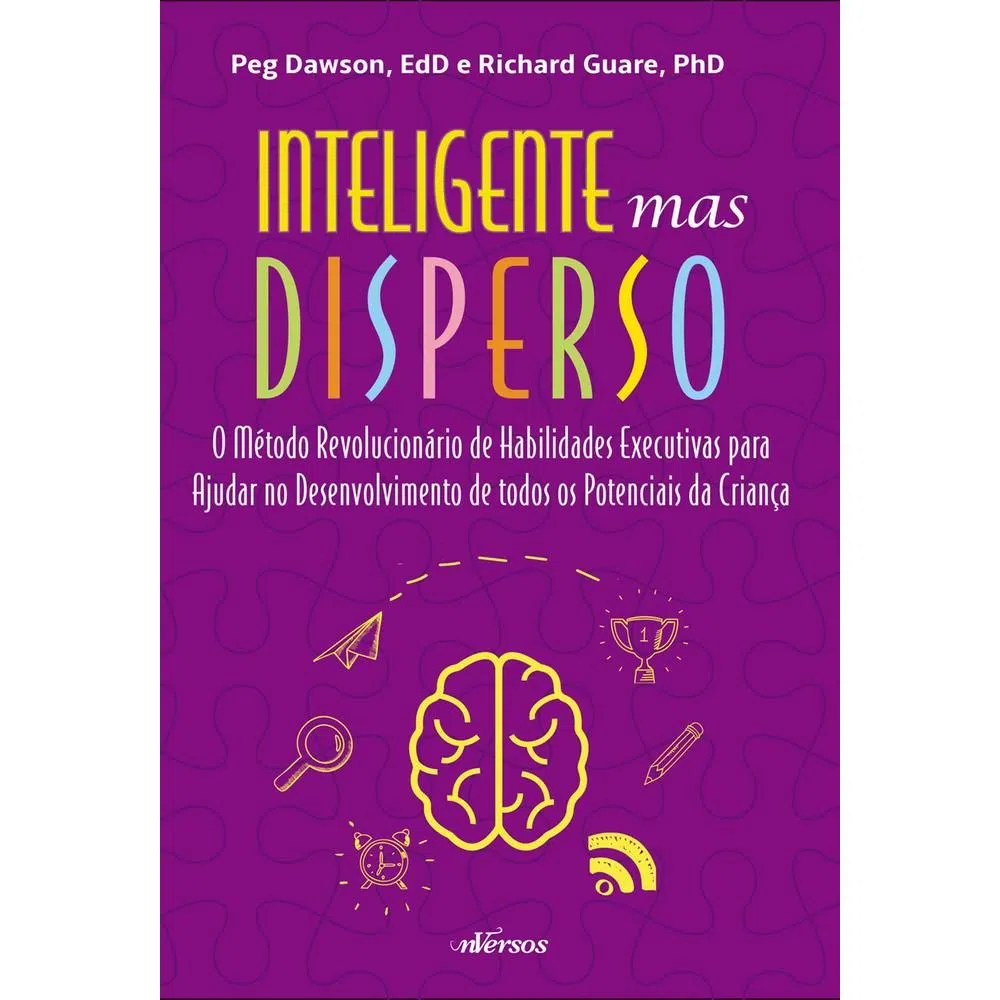 Peg Dawson, EdD e Richard Guare, PhD
INTELIGENTE mas
DISPERSO
O Método Revolucionário de Habilidades Executivas para
Ajudar no Desenvolvimento de todos os Potenciais da Criança
1
nVersos